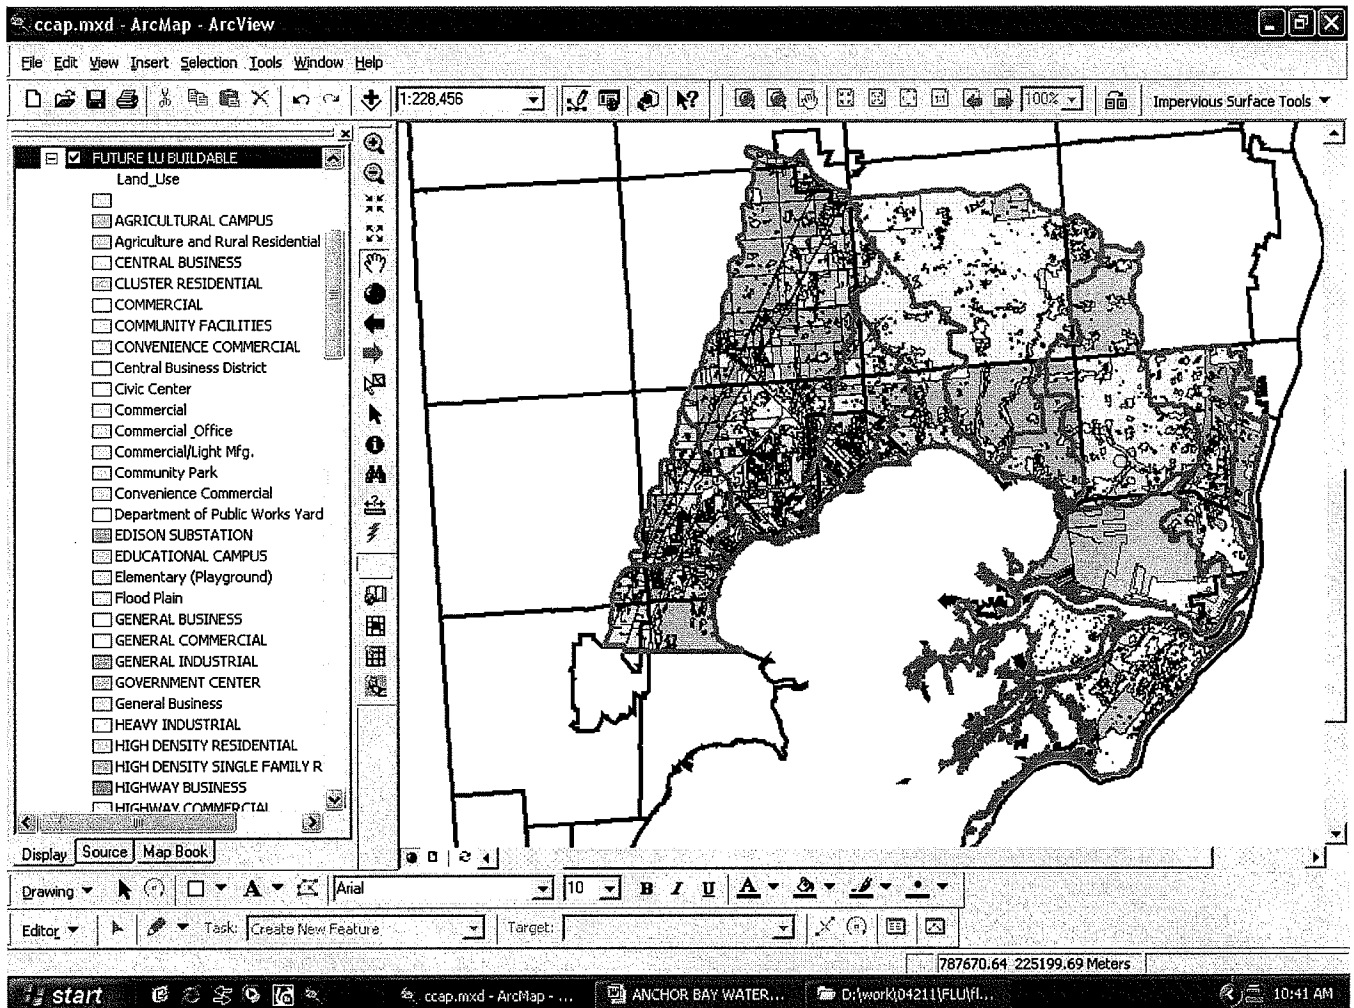 ccap.mxd - ArcMap - ArcView
File Edit View Insert Selection Tools Window Help
1:228,456
100%
Impervious Surface Tools
FUTURE LU BUILDABLE
Land_Use
AGRICULTURAL CAMPUS
Agriculture and Rural Residential
CENTRAL BUSINESS
CLUSTER RESIDENTIAL
COMMERCIAL
COMMUNITY FACILITIES
CONVENIENCE COMMERCIAL
Central Business District
Civic Center
Commercial
Commercial_Office
Commercial/Light Mfg.
Community Park
Convenience Commercial
Department of Public Works Yard
EDISON SUBSTATION
EDUCATIONAL CAMPUS
Elementary (Playground)
Flood Plain
GENERAL BUSINESS
GENERAL COMMERCIAL
GENERAL INDUSTRIAL
GOVERNMENT CENTER
General Business
HEAVY INDUSTRIAL
HIGH DENSITY RESIDENTIAL
HIGH DENSITY SINGLE FAMILY R
HIGHWAY BUSINESS
HIGHWAY COMMERCIAL
Display Source Map Book
Drawing A Arial 10 B I U A
Editor Task: Create New Feature Target:
787670.64 225199.69 Meters
start ccap.mxd - ArcMap - ... ANCHOR BAY WATER... D:\work\04211\FLU\fl... 10:41 AM